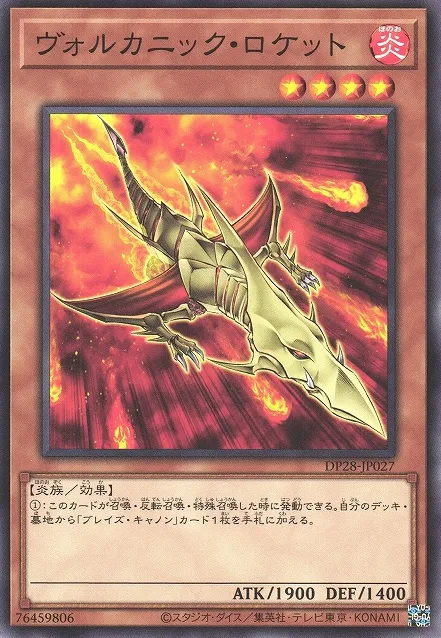 ヴォルカニック・ロケット
炎
ほのお
DP28-JP027
【炎族/効果】
①:このカードが召喚・反転召喚・特殊召喚した時に発動できる。自分のデッキ・
墓地から「ブレイズ・キャノン」カード1枚を手札に加える。
ATK/1900 DEF/1400
76459806 ©スタジオ・ダイス/集英社・テレビ東京・KONAMI